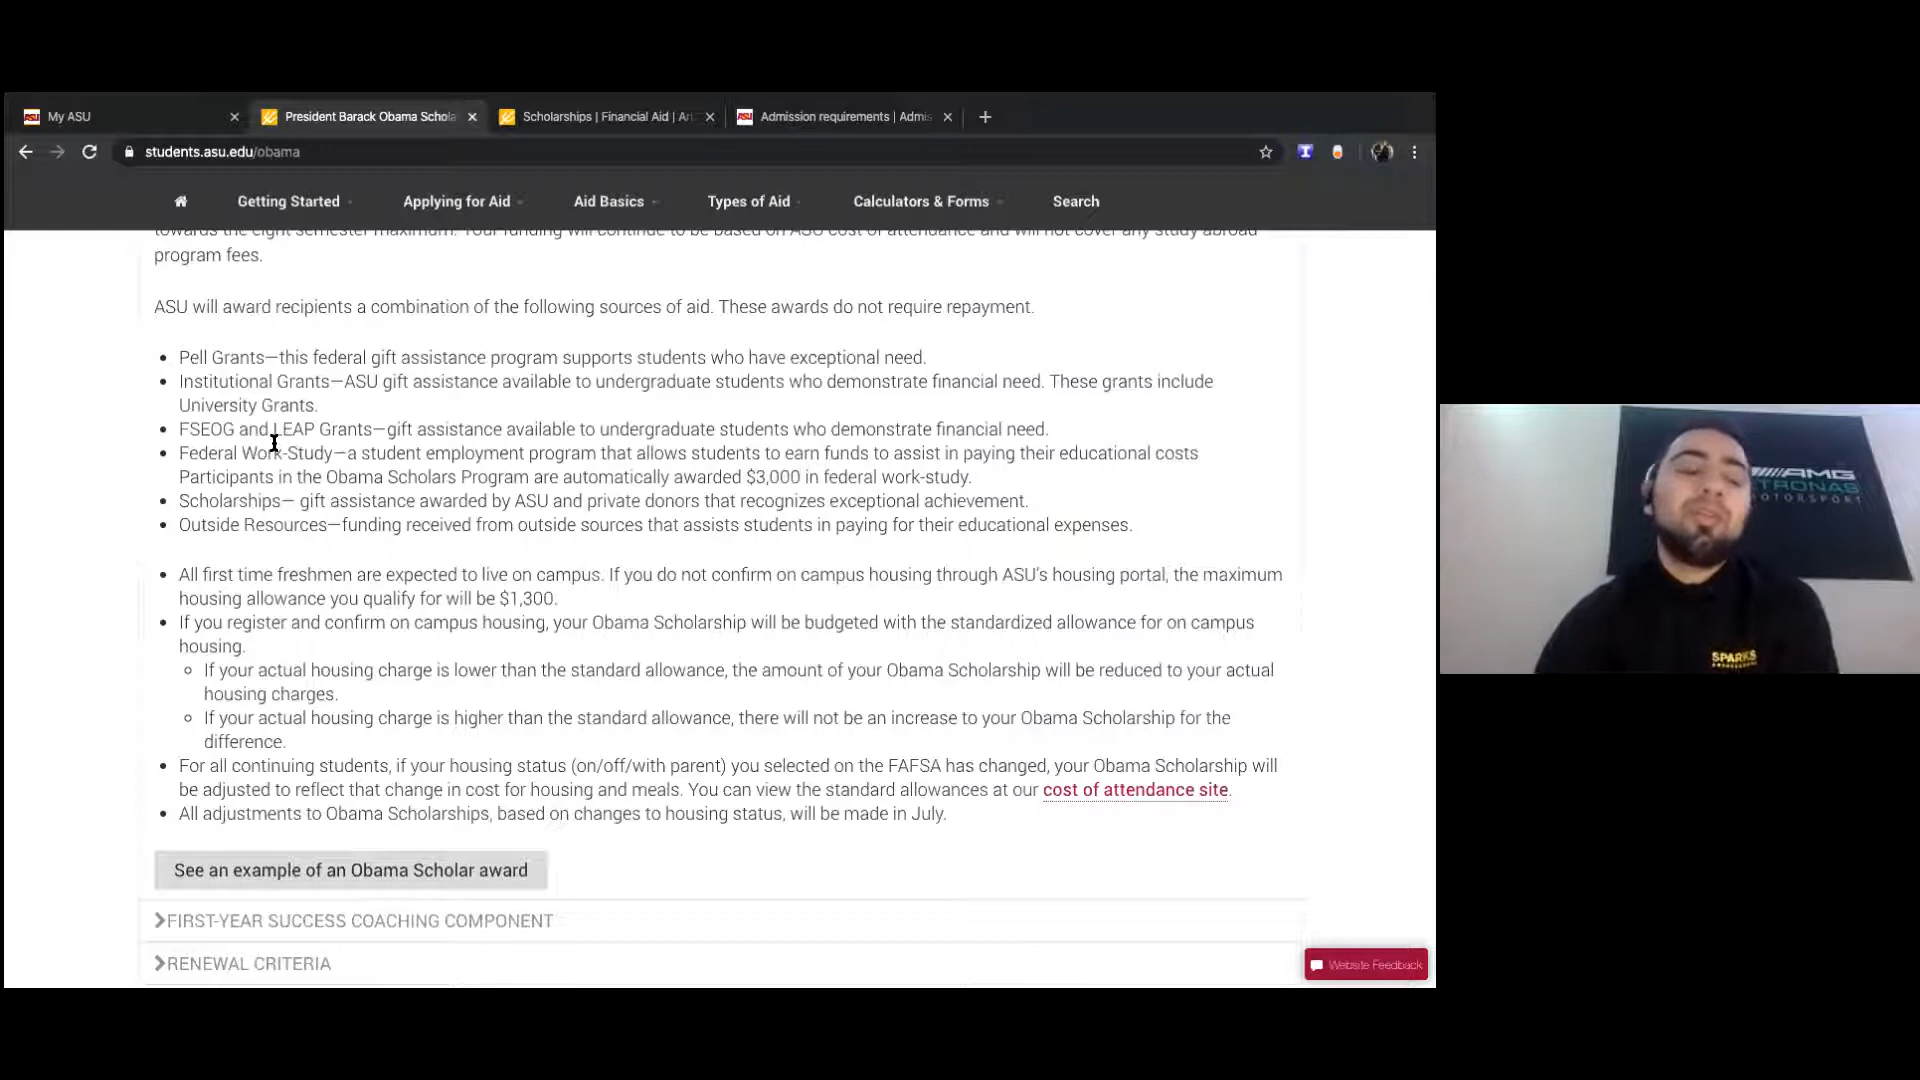 My ASU
President Barack Obama Schola
Scholarships | Financial Aid | Ari
Admission requirements | Admis
students.asu.edu/obama
Getting Started
Applying for Aid
Aid Basics
Types of Aid
Calculators & Forms
Search
towards the eight semester maximum. Your funding will continue to be based on ASU cost of attendance and will not cover any study abroad
program fees.
ASU will award recipients a combination of the following sources of aid. These awards do not require repayment.
Pell Grants—this federal gift assistance program supports students who have exceptional need.
Institutional Grants—ASU gift assistance available to undergraduate students who demonstrate financial need. These grants include
University Grants.
FSEOG and LEAP Grants—gift assistance available to undergraduate students who demonstrate financial need.
Federal Work-Study—a student employment program that allows students to earn funds to assist in paying their educational costs
Participants in the Obama Scholars Program are automatically awarded $3,000 in federal work-study.
Scholarships— gift assistance awarded by ASU and private donors that recognizes exceptional achievement.
Outside Resources—funding received from outside sources that assists students in paying for their educational expenses.
All first time freshmen are expected to live on campus. If you do not confirm on campus housing through ASU's housing portal, the maximum
housing allowance you qualify for will be $1,300.
If you register and confirm on campus housing, your Obama Scholarship will be budgeted with the standardized allowance for on campus
housing.
If your actual housing charge is lower than the standard allowance, the amount of your Obama Scholarship will be reduced to your actual
housing charges.
If your actual housing charge is higher than the standard allowance, there will not be an increase to your Obama Scholarship for the
difference.
For all continuing students, if your housing status (on/off/with parent) you selected on the FAFSA has changed, your Obama Scholarship will
be adjusted to reflect that change in cost for housing and meals. You can view the standard allowances at our cost of attendance site.
All adjustments to Obama Scholarships, based on changes to housing status, will be made in July.
See an example of an Obama Scholar award
FIRST-YEAR SUCCESS COACHING COMPONENT
RENEWAL CRITERIA
Website Feedback
AMG
TRONAS
MOTORSPORT
SPARKS